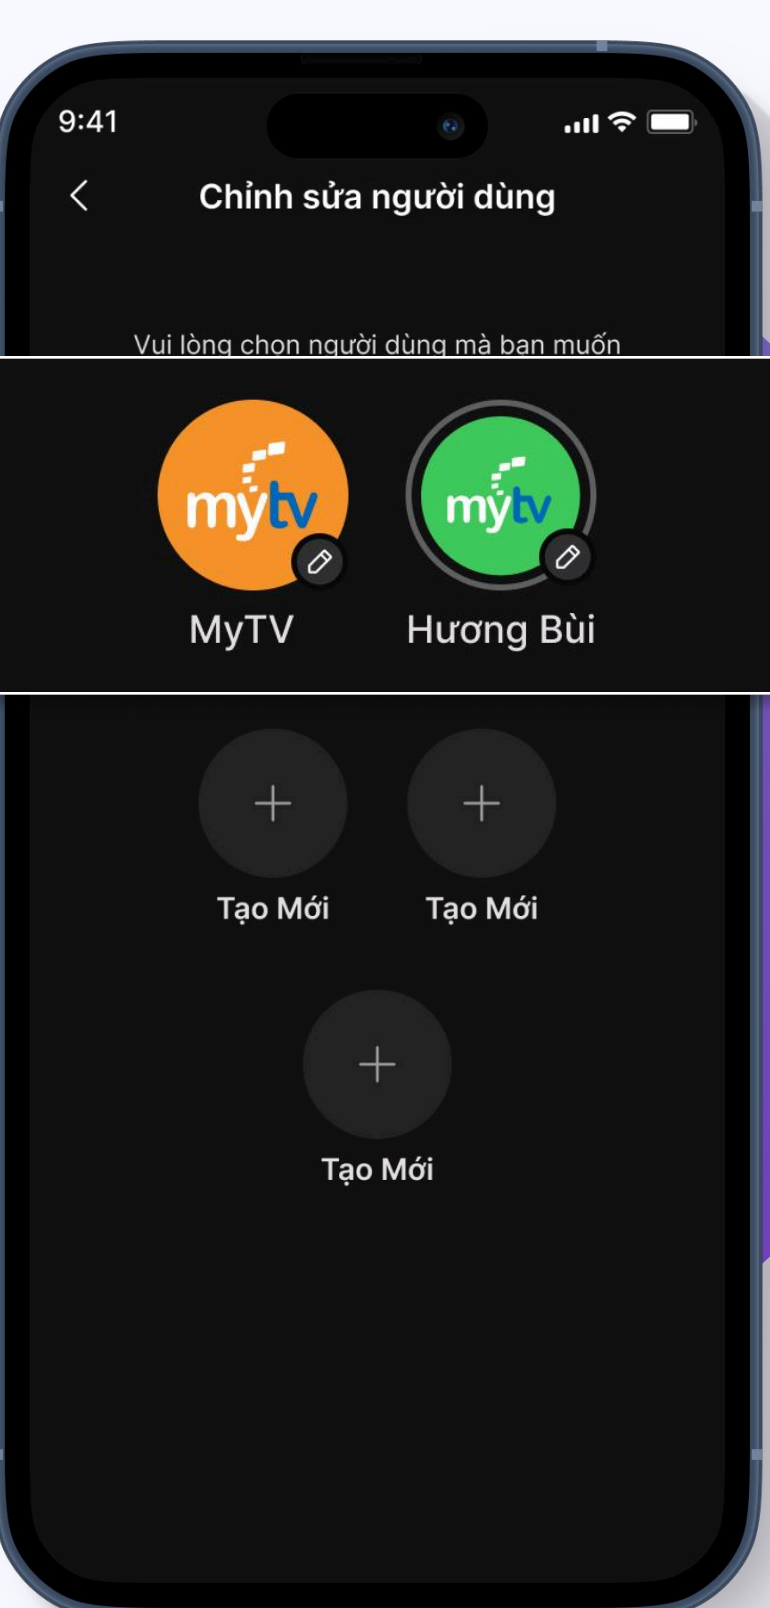 9:41
Chỉnh sửa người dùng
Vui lòng chọn người dùng mà bạn muốn
mytv
mytv
MyTV
Hương Bùi
Tạo Mới
Tạo Mới
Tạo Mới